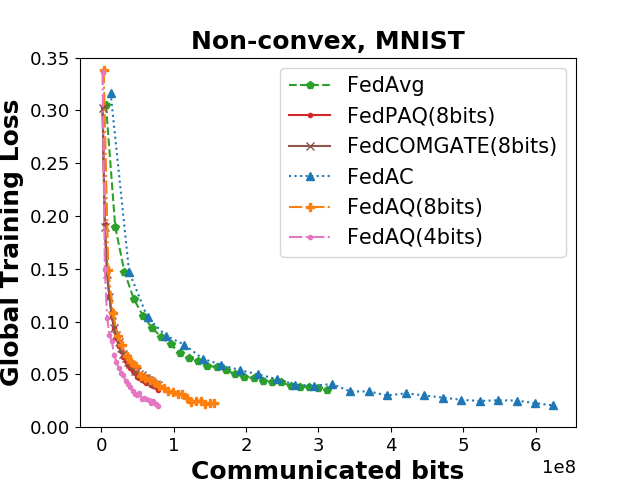 Non-convex, MNIST
Global Training Loss
0.35
0.30
0.25
0.20
0.15
0.10
0.05
0.00
FedAvg
FedPAQ(8bits)
FedCOMGATE(8bits)
FedAC
FedAQ(8bits)
FedAQ(4bits)
0 1 2 3 4 5 6
1e8
Communicated bits